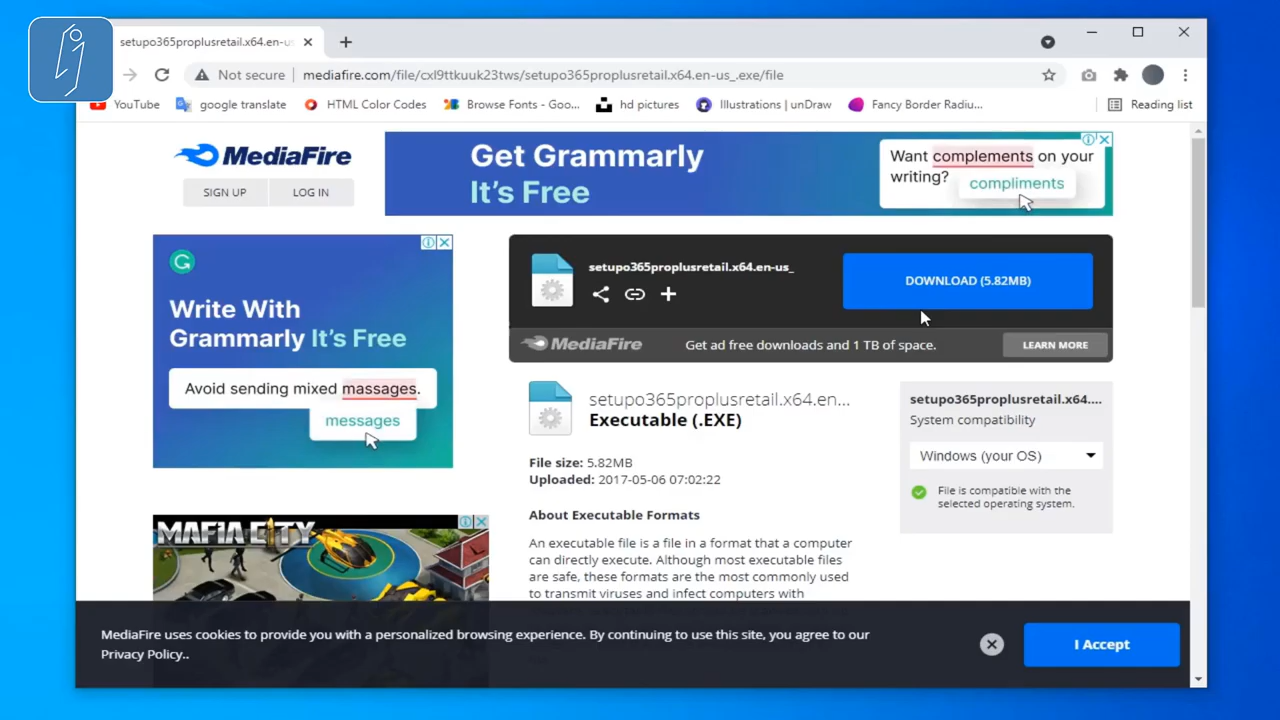 setupo365proplusretail.x64.en-us
Not secure
mediafire.com/file/cxl9ttkuuk23tws/setupo365proplusretail.x64.en-us_.exe/file
YouTube
google translate
HTML Color Codes
Browse Fonts - Goo...
hd pictures
Illustrations | unDraw
Fancy Border Radiu...
Reading list
MediaFire
SIGN UP
LOG IN
Get Grammarly
It's Free
Want complements on your
writing?
compliments
Write With
Grammarly It's Free
Avoid sending mixed massages.
messages
setupo365proplusretail.x64.en-us_
DOWNLOAD (5.82MB)
MediaFire
Get ad free downloads and 1 TB of space.
LEARN MORE
setupo365proplusretail.x64.en...
Executable (.EXE)
File size: 5.82MB
Uploaded: 2017-05-06 07:02:22
About Executable Formats
An executable file is a file in a format that a computer
can directly execute. Although most executable files
are safe, these formats are the most commonly used
to transmit viruses and infect computers with
setupo365proplusretail.x64....
System compatibility
Windows (your OS)
File is compatible with the
selected operating system.
MAFIA CITY
MediaFire uses cookies to provide you with a personalized browsing experience. By continuing to use this site, you agree to our
Privacy Policy..
I Accept